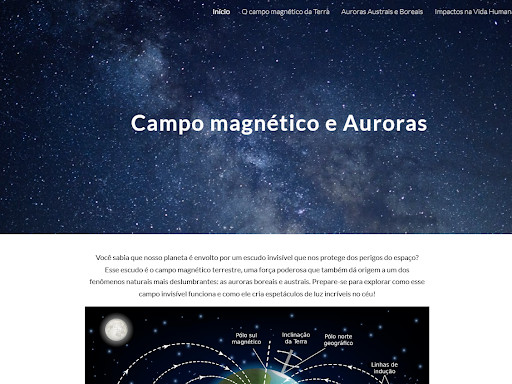 Início O campo magnético da Terra Auroras Austrais e Boreais Impactos na Vida Humana
Campo magnético e Auroras
Você sabia que nosso planeta é envolto por um escudo invisível que nos protege dos perigos do espaço?
Esse escudo é o campo magnético terrestre, uma força poderosa que também dá origem a um dos
fenômenos naturais mais deslumbrantes: as auroras boreais e austrais. Prepare-se para explorar como esse
campo invisível funciona e como ele cria espetáculos de luz incríveis no céu!
Pólo sul
magnético
Inclinação
da Terra
Pólo norte
geográfico
Linhas de
indução